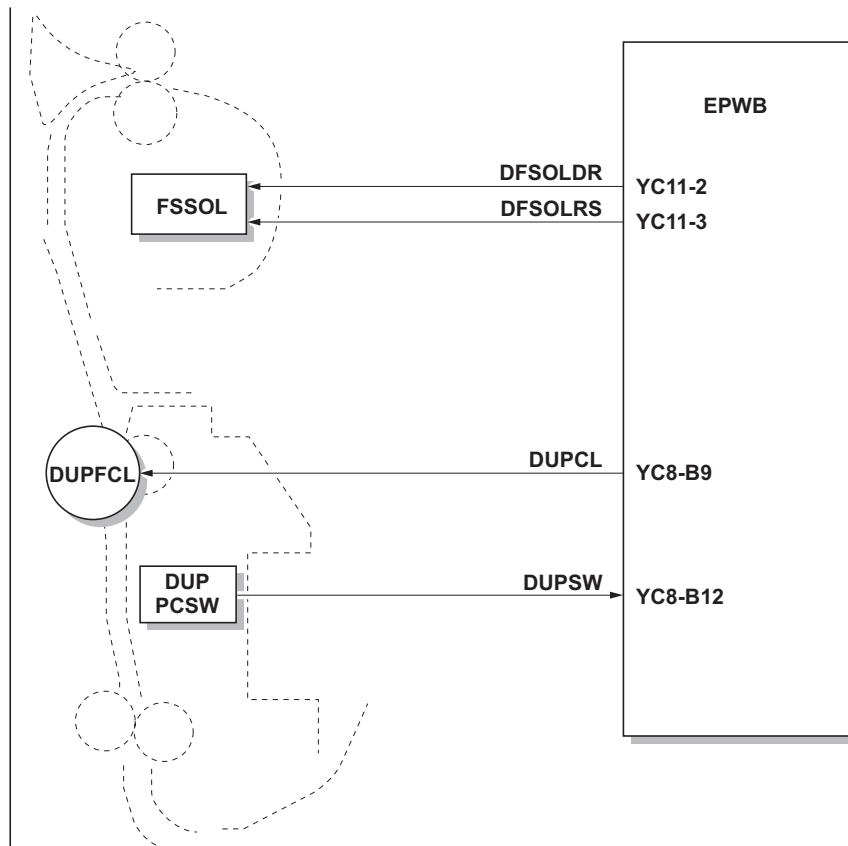 EPWB
DFSOLDR
YC11-2
FSSOL
DFSOLRS
YC11-3
DUPFCL
DUPCL
YC8-B9
DUP
PCSW
DUPSW
YC8-B12